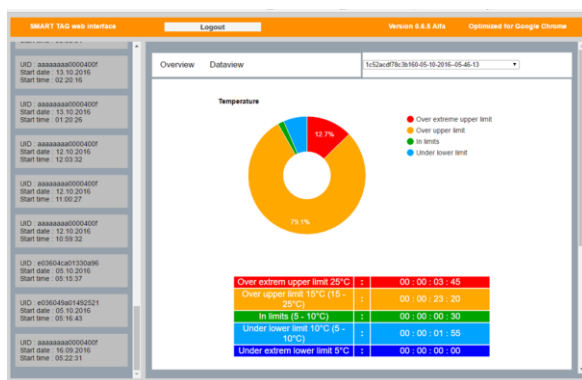 SMART TAG web interface
Logout
Version 0.6.5 Alfa
Optimized for Google Chrome
UID : aaaaaaaa0000400f
Start date : 13.10.2016
Start time : 02:20:16
UID : aaaaaaaa0000400f
Start date : 13.10.2016
Start time : 01:20:26
UID : aaaaaaaa0000400f
Start date : 12.10.2016
Start time : 12:03:32
UID : aaaaaaaa0000400f
Start date : 12.10.2016
Start time : 11:00:27
UID : aaaaaaaa0000400f
Start date : 12.10.2016
Start time : 10:59:32
UID : e03604ca01330a96
Start date : 05.10.2016
Start time : 05:15:37
UID : e036049a01492521
Start date : 05.10.2016
Start time : 05:16:43
UID : aaaaaaaa0000400f
Start date : 16.09.2016
Start time : 05:22:31
Overview Dataview
1c52acdf78c3b160-05-10-2016--05-46-13
Temperature
12.7%
79.1%
Over extreme upper limit
Over upper limit
In limits
Under lower limit
Over extrem upper limit 25°C : 00 : 00 : 03 : 45
Over upper limit 15°C (15 -
25°C) : 00 : 00 : 23 : 20
In limits (5 - 10°C) : 00 : 00 : 00 : 30
Under lower limit 10°C (5 -
10°C) : 00 : 00 : 01 : 55
Under extrem lower limit 5°C : 00 : 00 : 00 : 00